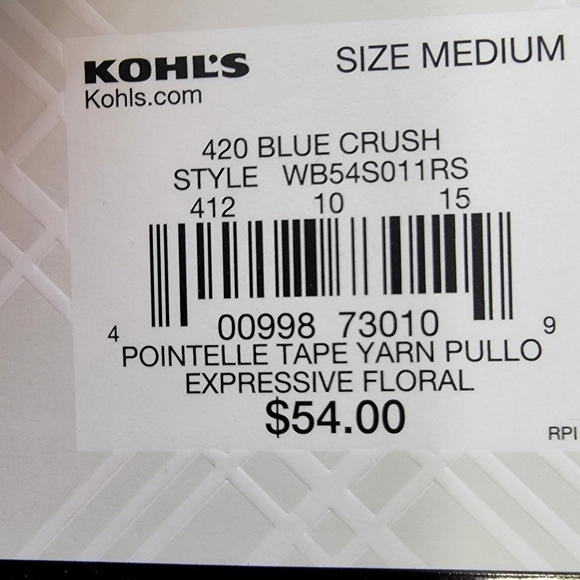 KOHL'S SIZE MEDIUM
Kohls.com
420 BLUE CRUSH
STYLE WB54S011RS
412 10 15
4 00998 73010 9
POINTELLE TAPE YARN PULLO
EXPRESSIVE FLORAL
$54.00
RPI